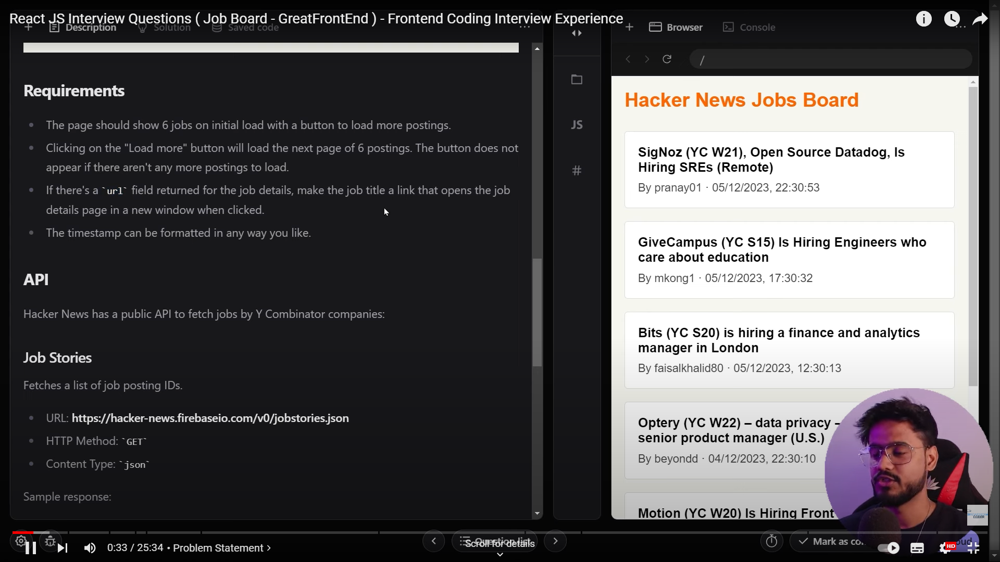 React JS Interview Questions ( Job Board - GreatFrontEnd ) - Frontend Coding Interview Experience
Description
Solution
Saved code
Requirements
The page should show 6 jobs on initial load with a button to load more postings.
Clicking on the "Load more" button will load the next page of 6 postings. The button does not
appear if there aren't any more postings to load.
If there's a `url` field returned for the job details, make the job title a link that opens the job
details page in a new window when clicked.
The timestamp can be formatted in any way you like.
API
Hacker News has a public API to fetch jobs by Y Combinator companies:
Job Stories
Fetches a list of job posting IDs.
URL: https://hacker-news.firebaseio.com/v0/jobstories.json
HTTP Method: `GET`
Content Type: `json`
Sample response:
JS
#
Browser
Console
/
Hacker News Jobs Board
SigNoz (YC W21), Open Source Datadog, Is
Hiring SREs (Remote)
By pranay01 · 05/12/2023, 22:30:53
GiveCampus (YC S15) Is Hiring Engineers who
care about education
By mkong1 · 05/12/2023, 17:30:32
Bits (YC S20) is hiring a finance and analytics
manager in London
By faisalkhalid80 · 05/12/2023, 12:30:13
Optery (YC W22) – data privacy –
senior product manager (U.S.)
By beyondd · 04/12/2023, 22:30:10
Motion (YC W20) Is Hiring Front
CODER
0:33 / 25:34 • Problem Statement >
Question list
Scroll for details
Mark as co
HD